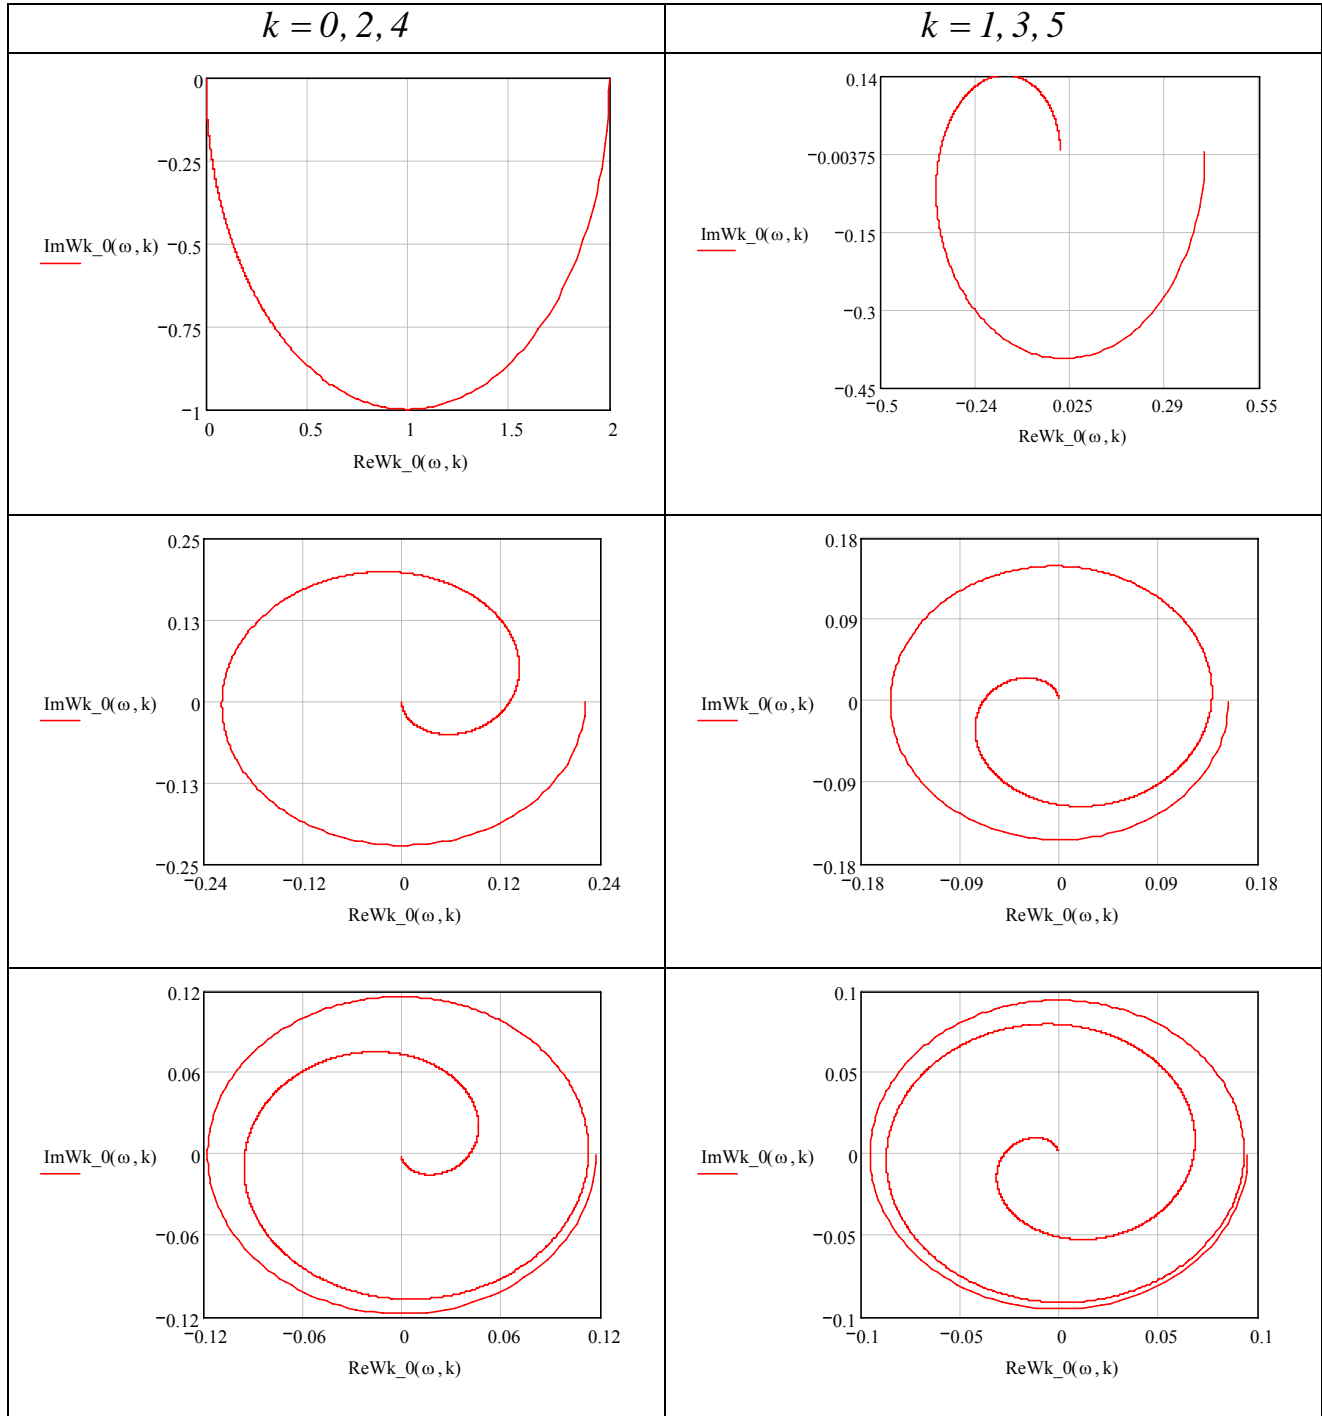 k = 0, 2, 4
k = 1, 3, 5
0
−0.25
ImWk_0(ω, k) −0.5
−0.75
−1
0 0.5 1 1.5 2
ReWk_0(ω, k)
0.14
−0.00375
ImWk_0(ω, k) −0.15
−0.3
−0.45
−0.5 −0.24 0.025 0.29 0.55
ReWk_0(ω, k)
0.25
0.13
ImWk_0(ω, k) 0
−0.13
−0.25
−0.24 −0.12 0 0.12 0.24
ReWk_0(ω, k)
0.18
0.09
ImWk_0(ω, k) 0
−0.09
−0.18
−0.18 −0.09 0 0.09 0.18
ReWk_0(ω, k)
0.12
0.06
ImWk_0(ω, k) 0
−0.06
−0.12
−0.12 −0.06 0 0.06 0.12
ReWk_0(ω, k)
0.1
0.05
ImWk_0(ω, k) 0
−0.05
−0.1
−0.1 −0.05 0 0.05 0.1
ReWk_0(ω, k)